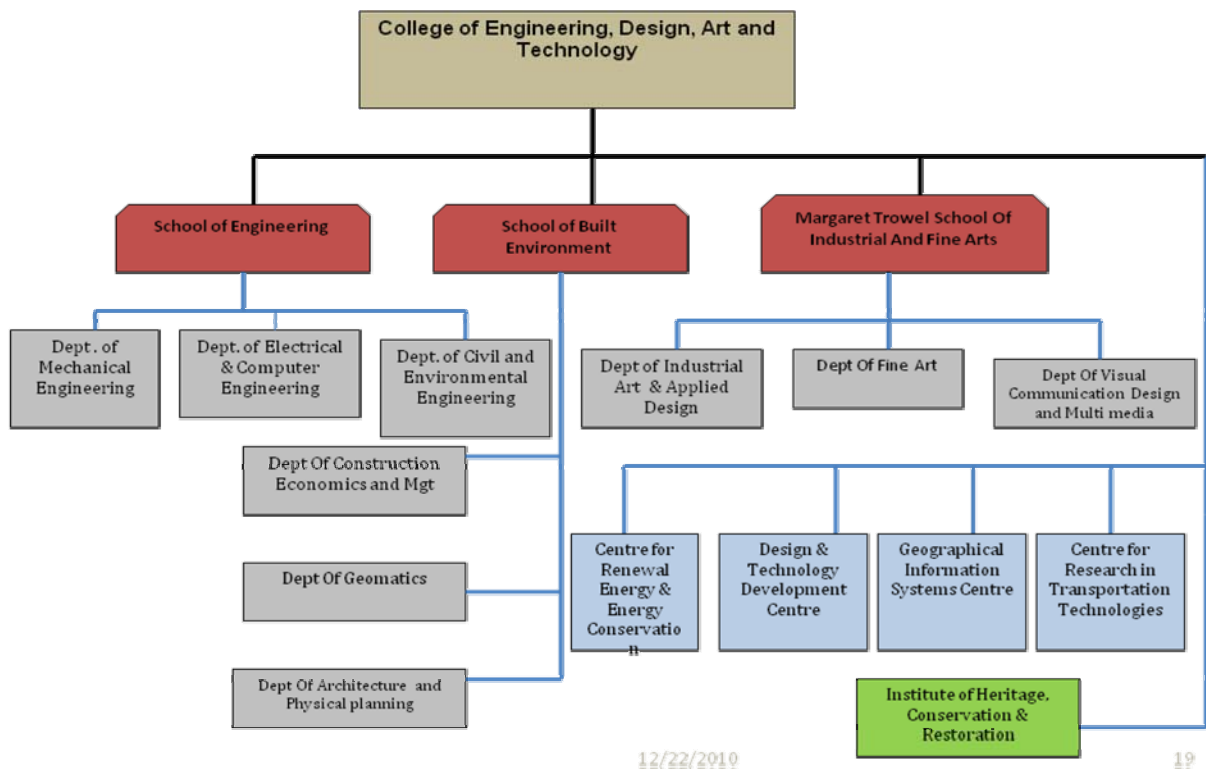 College of Engineering, Design, Art and
Technology
School of Engineering
School of Built
Environment
Margaret Trowel School Of
Industrial And Fine Arts
Dept. of
Mechanical
Engineering
Dept. of Electrical
& Computer
Engineering
Dept. of Civil and
Environmental
Engineering
Dept of Industrial
Art & Applied
Design
Dept Of Fine Art
Dept Of Visual
Communication Design
and Multi media
Dept Of Construction
Economics and Mgt
Dept Of Geomatics
Dept Of Architecture and
Physical planning
Centre for
Renewal
Energy &
Energy
Conservatio
n
Design &
Technology
Development
Centre
Geographical
Information
Systems Centre
Centre for
Research in
Transportation
Technologies
Institute of Heritage,
Conservation &
Restoration
12/22/2010
19